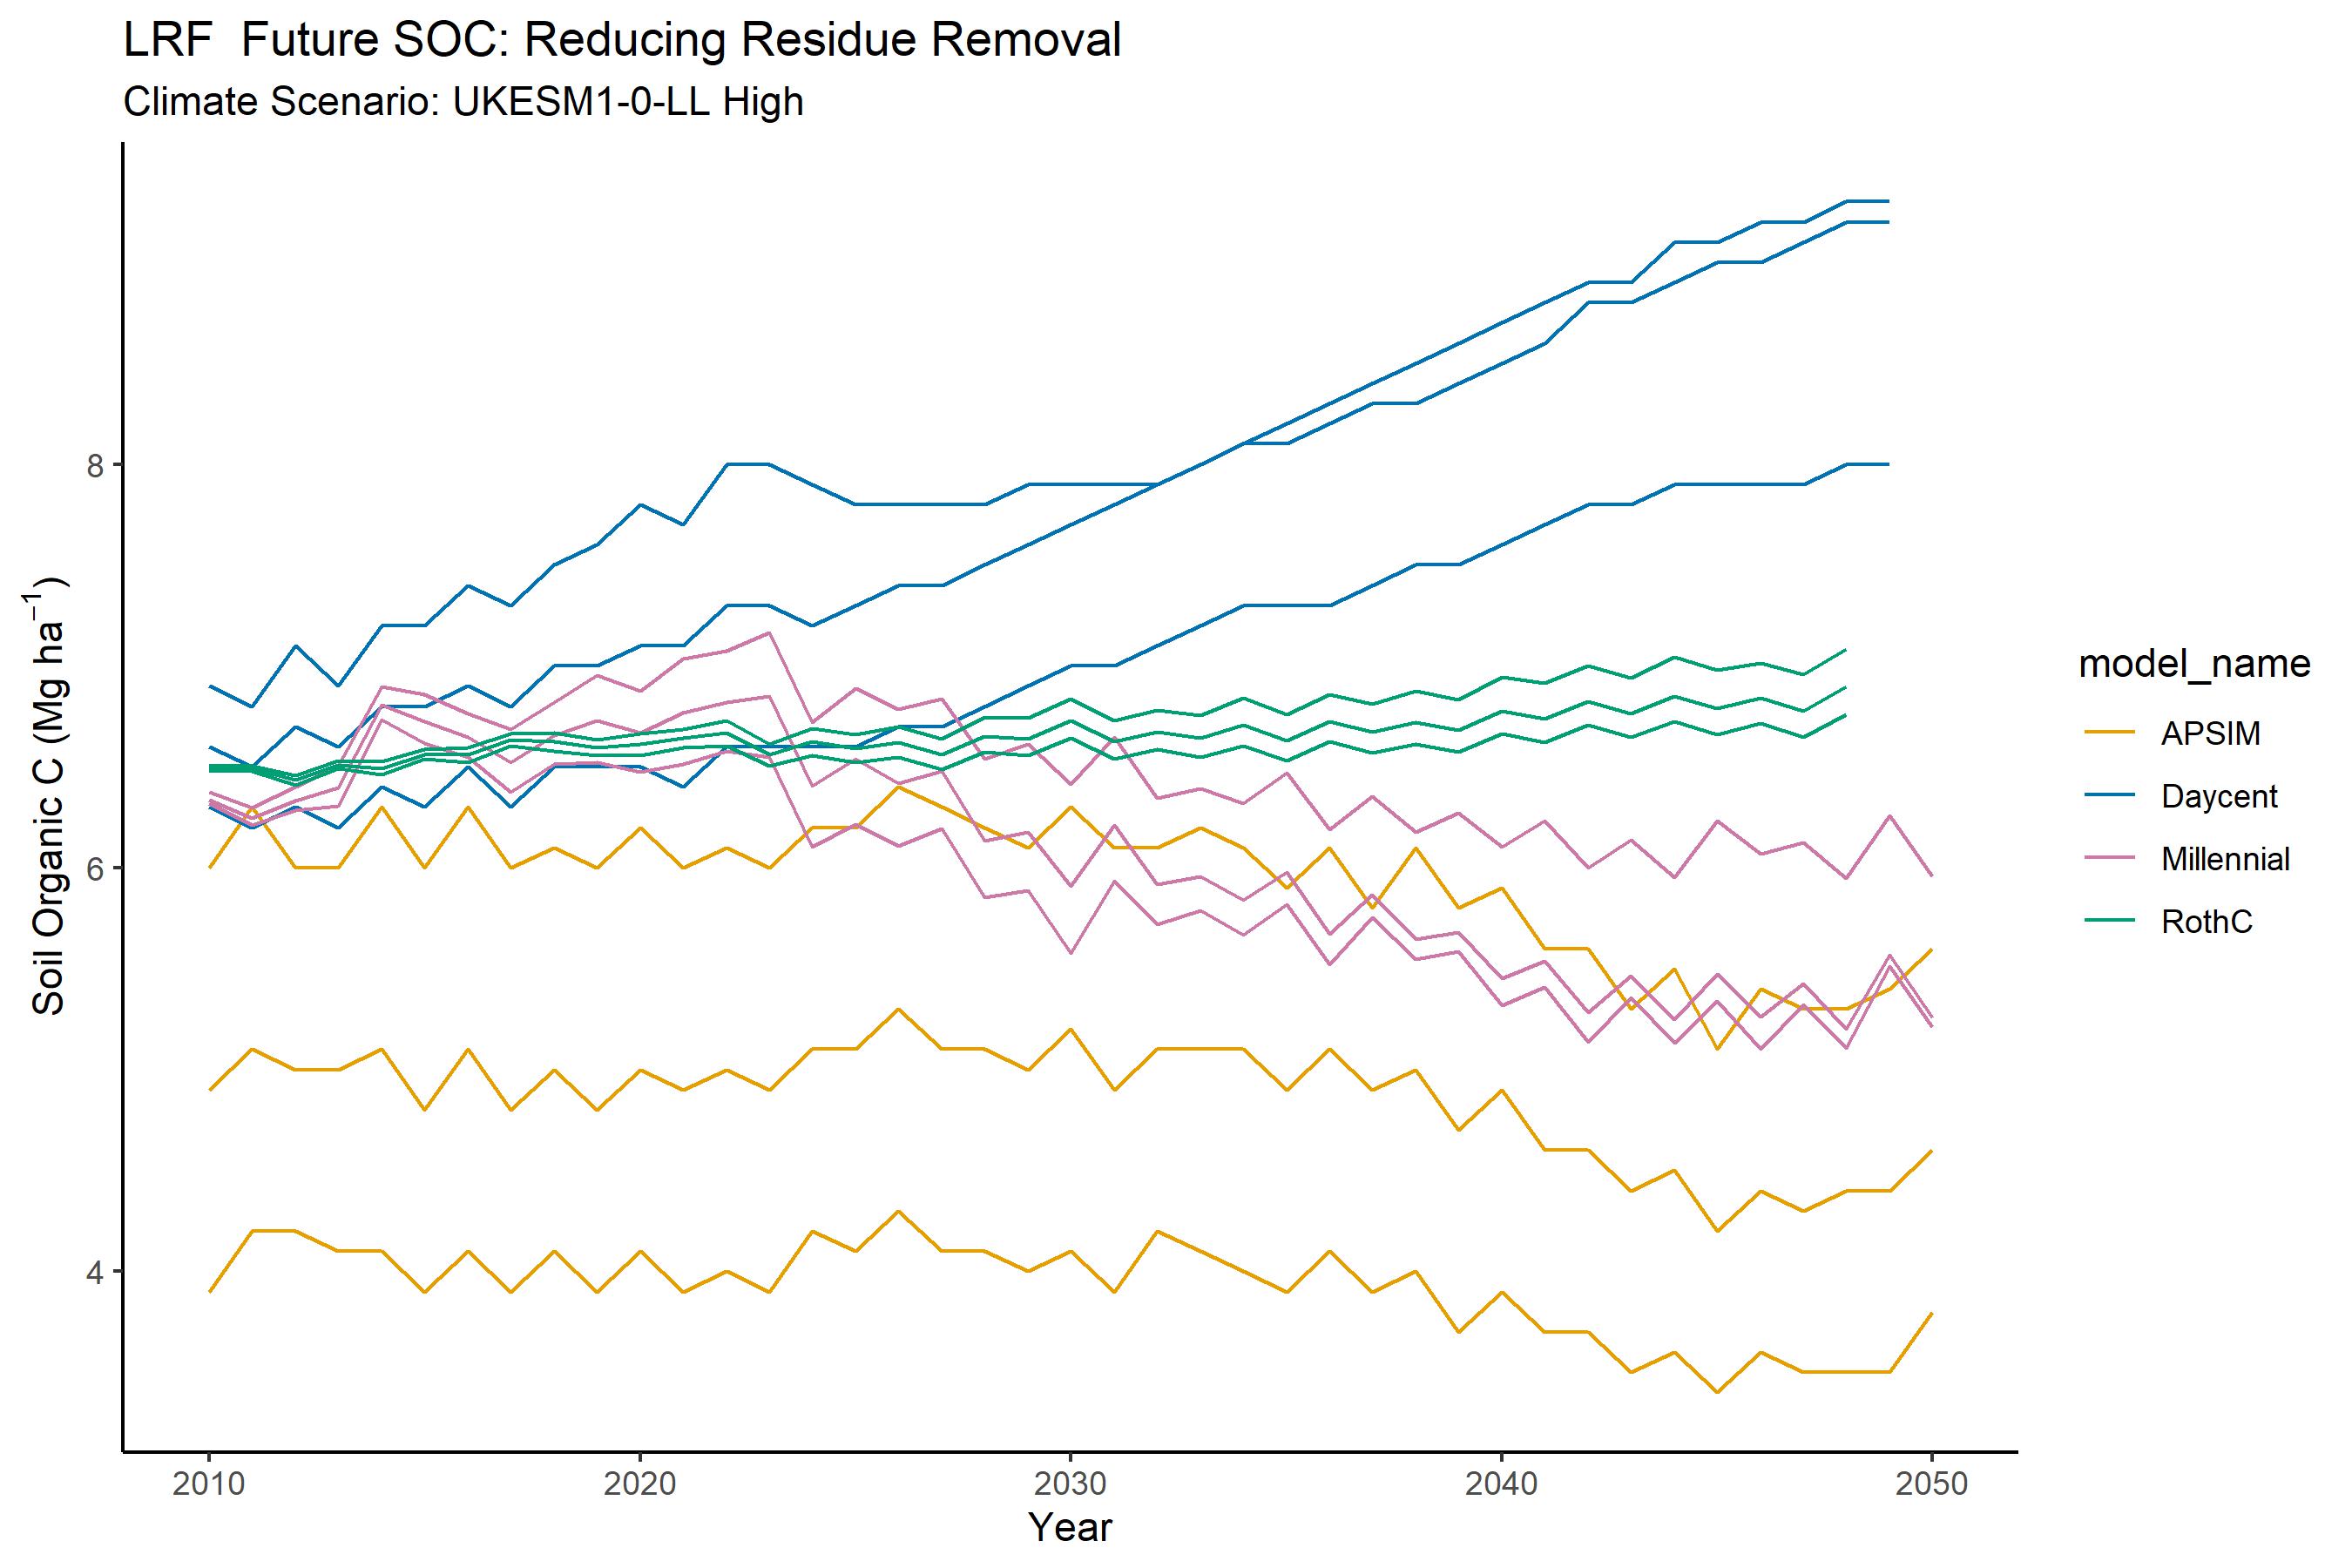 LRF  Future SOC: Reducing Residue Removal
Climate Scenario: UKESM1-0-LL High
Soil Organic C (Mg ha⁻¹)
8
6
4
2010 2020 2030 2040 2050
Year
model_name
APSIM
Daycent
Millennial
RothC